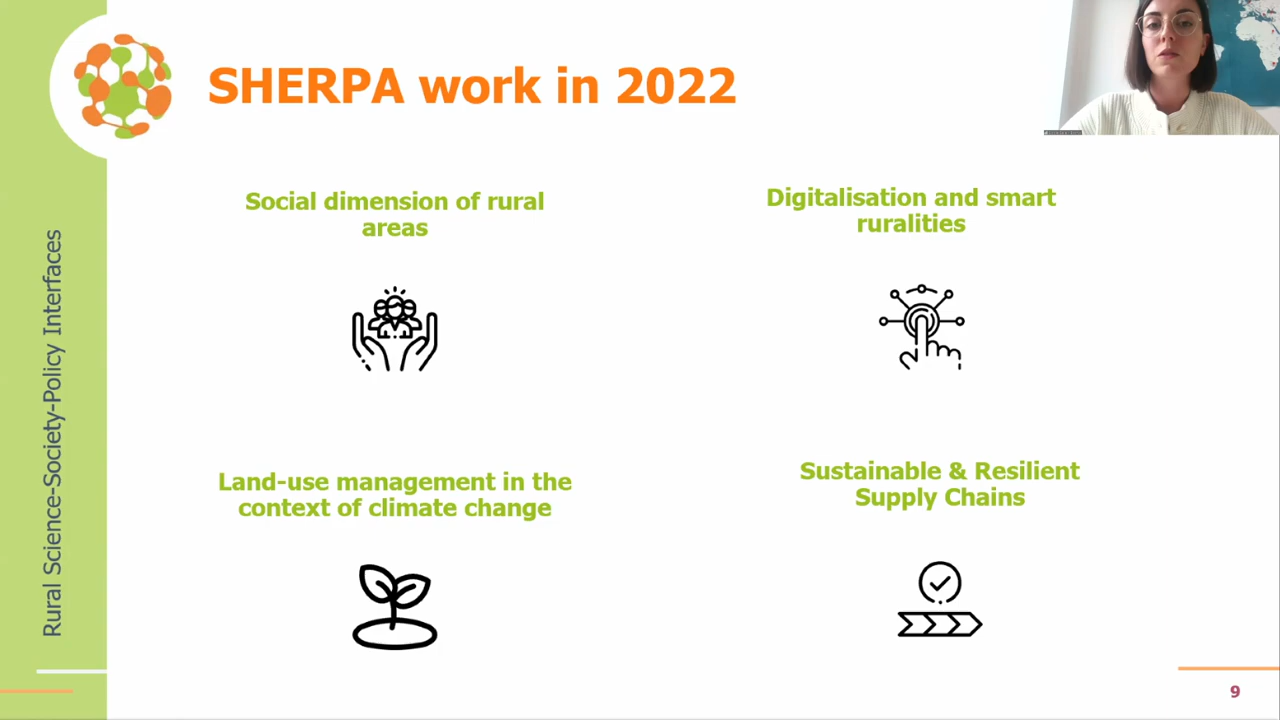 SHERPA work in 2022
Social dimension of rural
areas
Digitalisation and smart
ruralities
Land-use management in the
context of climate change
Sustainable & Resilient
Supply Chains
Rural Science-Society-Policy Interfaces
9